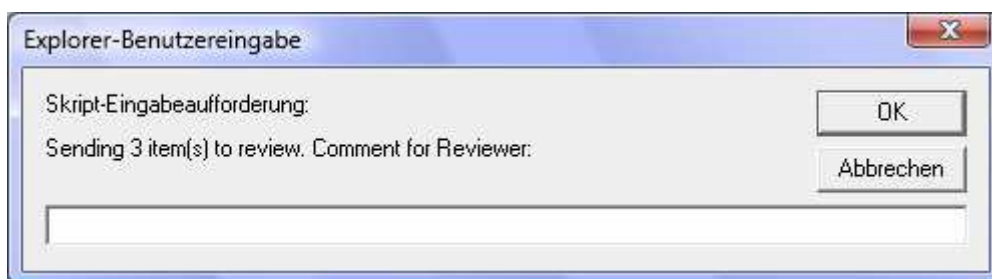 Explorer-Benutzereingabe
Skript-Eingabeaufforderung:
OK
Sending 3 item(s) to review. Comment for Reviewer:
Abbrechen